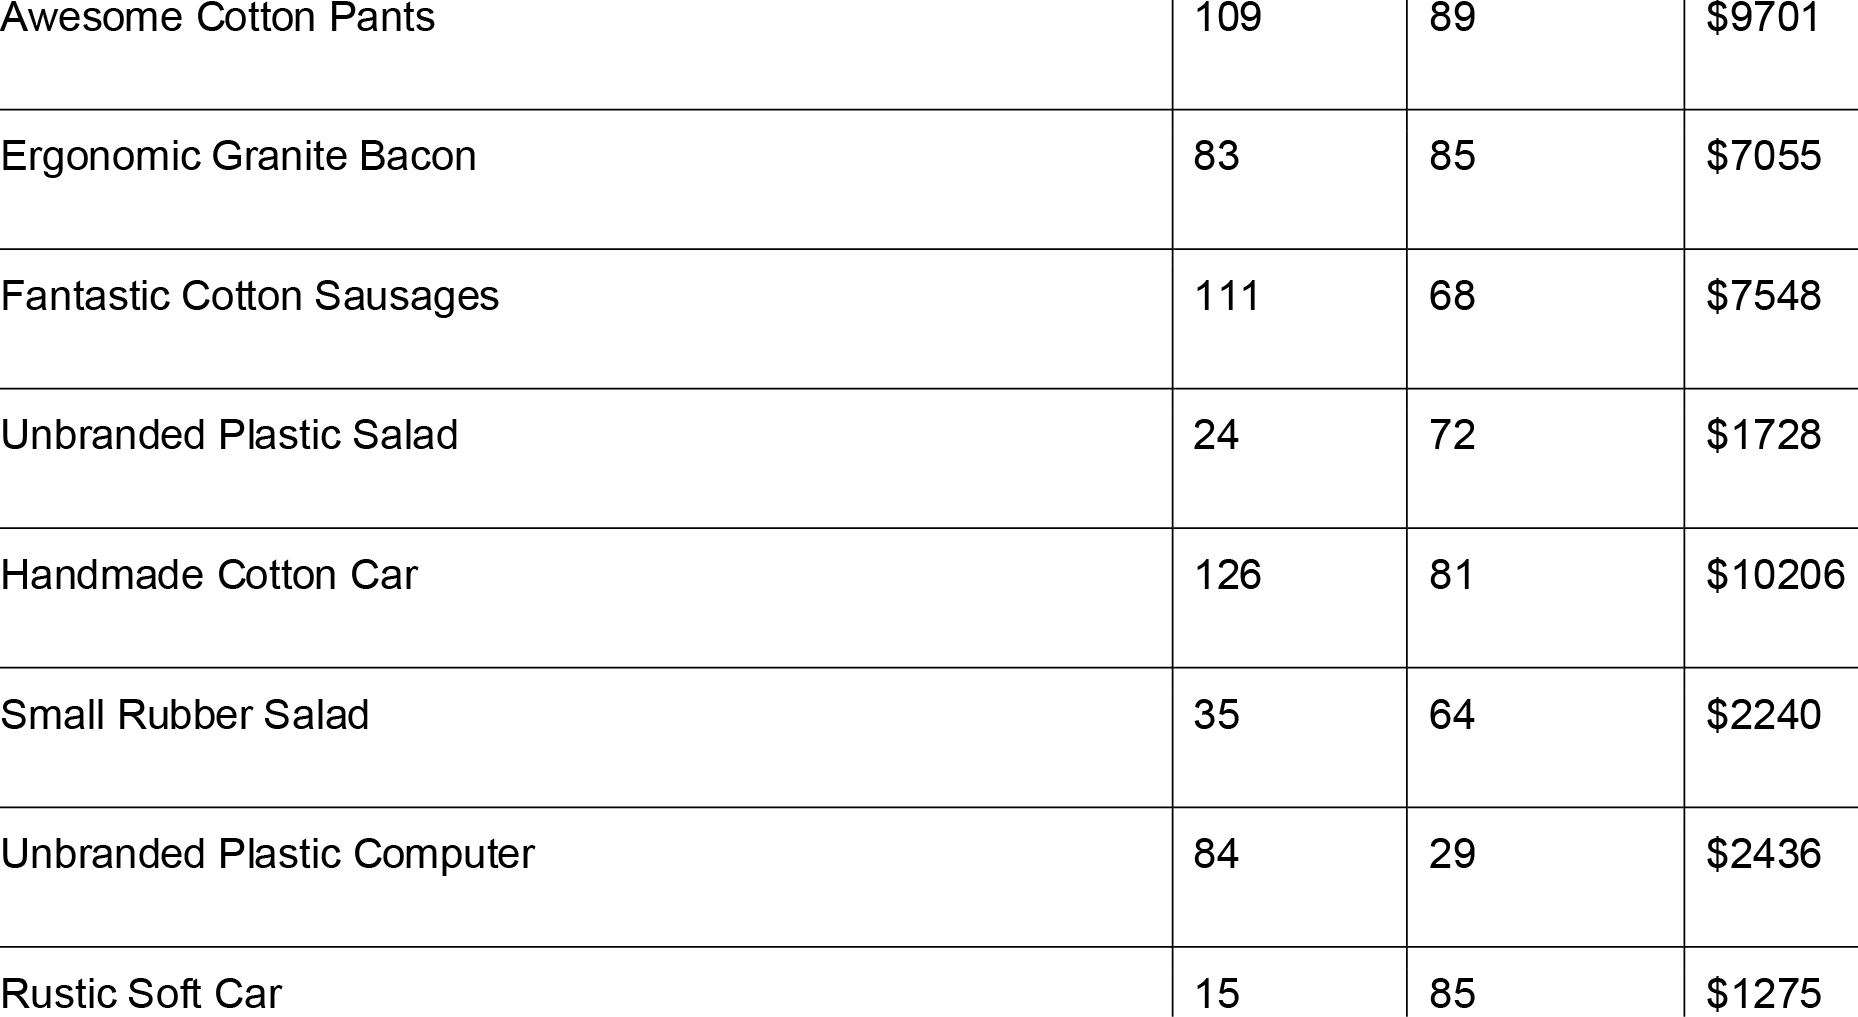 Awesome Cotton Pants 109 89 $9701
Ergonomic Granite Bacon 83 85 $7055
Fantastic Cotton Sausages 111 68 $7548
Unbranded Plastic Salad 24 72 $1728
Handmade Cotton Car 126 81 $10206
Small Rubber Salad 35 64 $2240
Unbranded Plastic Computer 84 29 $2436
Rustic Soft Car 15 85 $1275